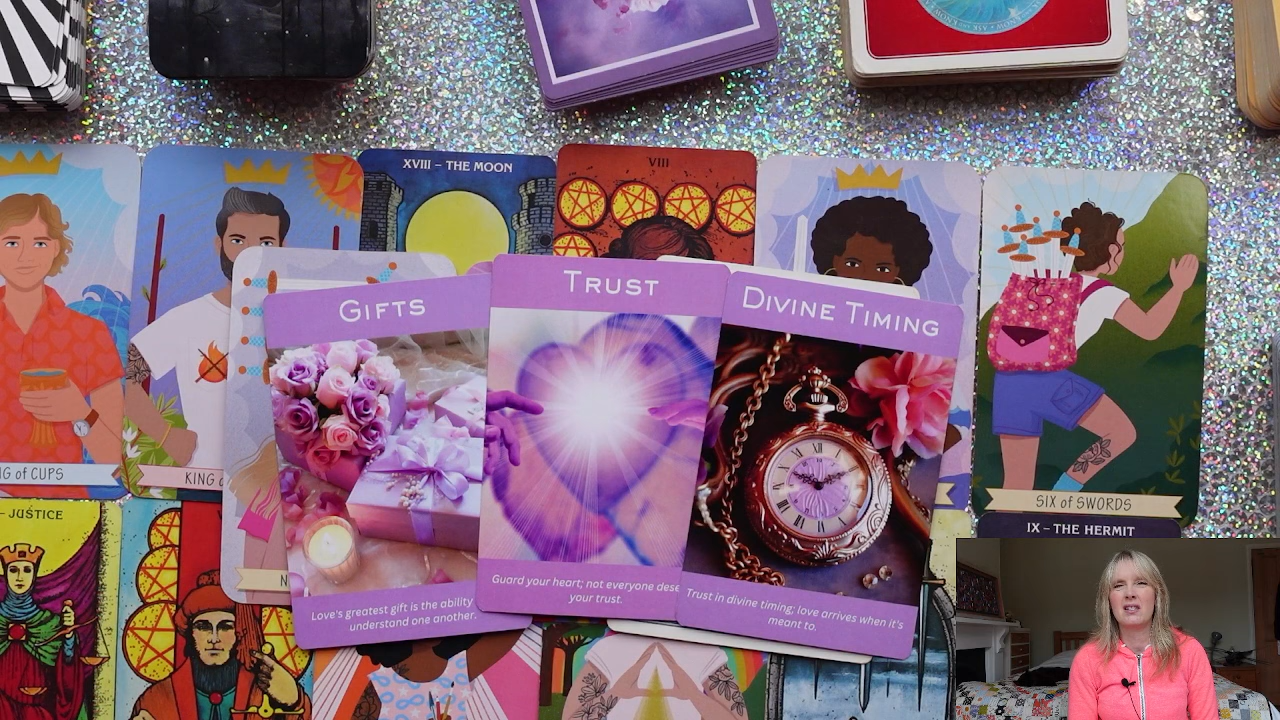 XVIII – THE MOON
VIII
GIFTS
TRUST
DIVINE TIMING
G of CUPS
KING
SIX of SWORDS
IX – THE HERMIT
– JUSTICE
Love's greatest gift is the ability
understand one another.
Guard your heart; not everyone dese
your trust.
Trust in divine timing; love arrives when it's
meant to.
N